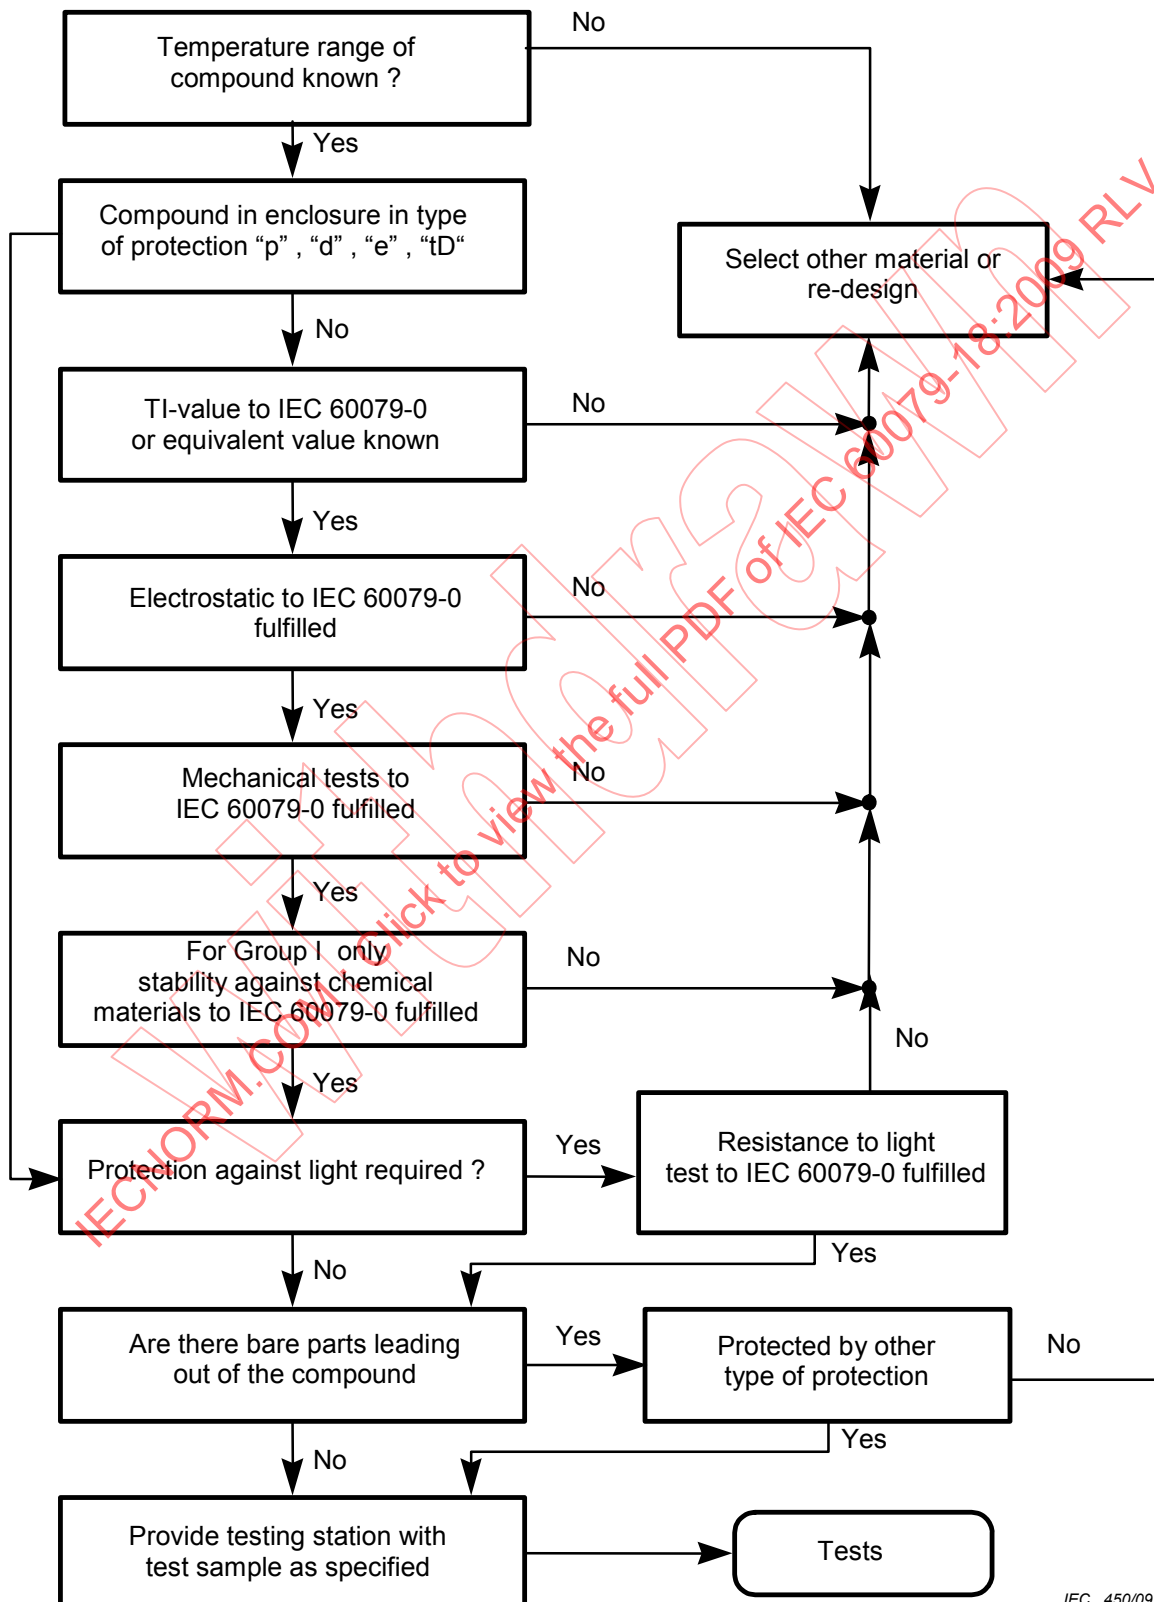 Temperature range of
compound known ?
No
Yes
Compound in enclosure in type
of protection “p” , “d” , “e” , “tD“
Select other material or
re-design
No
TI-value to IEC 60079-0
or equivalent value known
No
Yes
Electrostatic to IEC 60079-0
fulfilled
No
Yes
Mechanical tests to
IEC 60079-0 fulfilled
No
Yes
For Group I only
stability against chemical
materials to IEC 60079-0 fulfilled
No
No
Yes
Protection against light required ?
Yes
Resistance to light
test to IEC 60079-0 fulfilled
No
Yes
Are there bare parts leading
out of the compound
Yes
Protected by other
type of protection
No
No
Yes
Provide testing station with
test sample as specified
Tests
IEC 450/09
withdrawn
IECNORM.COM : Click to view the full PDF of IEC 60079-18:2009 RLV